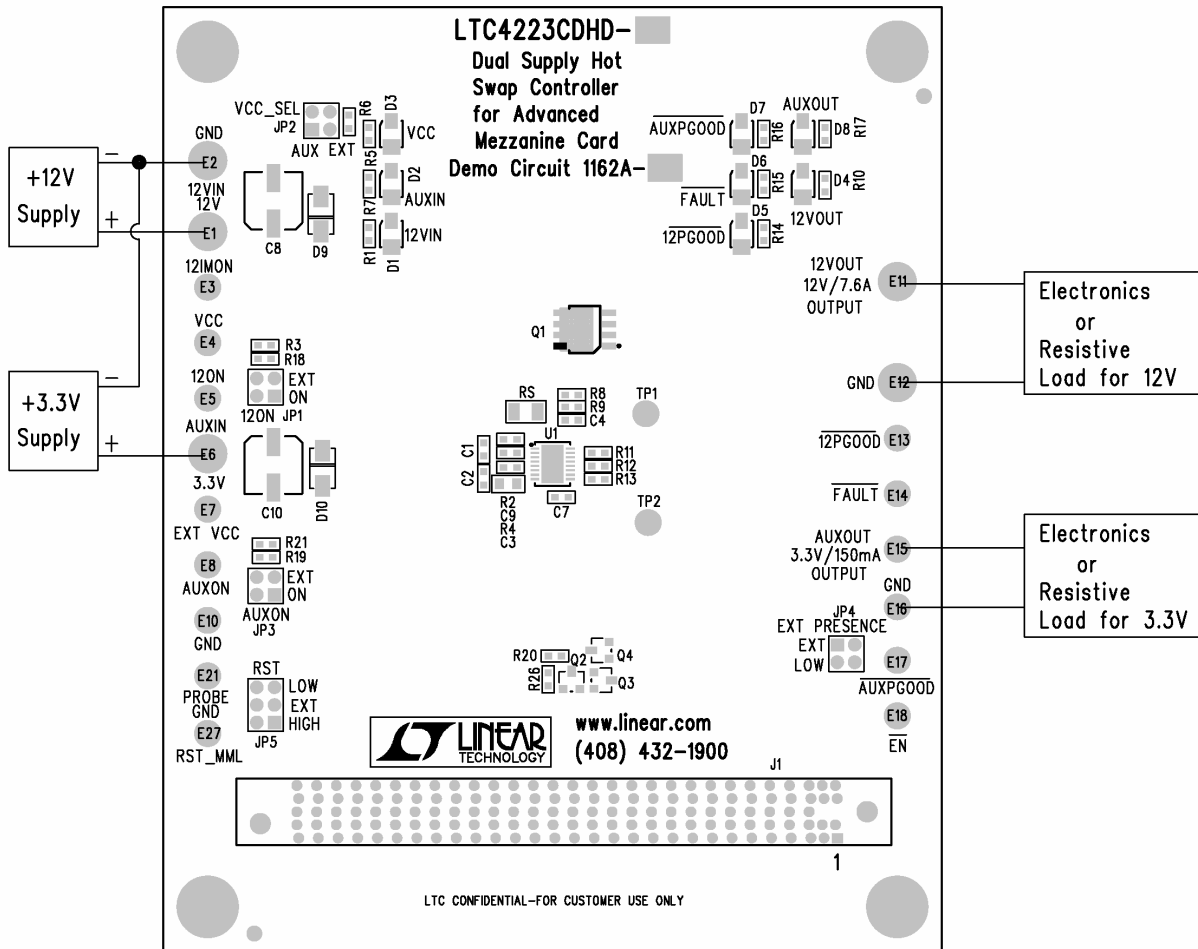 LTC4223CDHD-
Dual Supply Hot
Swap Controller
for Advanced
Mezzanine Card
Demo Circuit 1162A-
+12V
Supply
-
+
+3.3V
Supply
-
+
GND
E2
12VIN
12V
E1
12IMON
E3
VCC
E4
12ON
E5
AUXIN
E6
3.3V
E7
EXT VCC
E8
AUXON
E10
GND
E21
PROBE
GND
E27
RST_MML
VCC_SEL
JP2
AUX EXT
R6
D3
VCC
R5
D2
AUXIN
R7
12VIN
R1
D1
C8
D9
R3
R18
EXT
ON
12ON JP1
C10
D10
R21
R19
EXT
ON
AUXON
JP3
RST
LOW
EXT
HIGH
JP5
D7
AUXOUT
AUXPGOOD
R16
D8
R17
D6
FAULT
R15
D4
R10
12VOUT
D5
12PGOOD
R14
Q1
RS
R8
R9
C4
TP1
U1
C1
C2
R11
R12
R13
R2
C9
R4
C3
C7
TP2
R20
Q2
Q4
R26
Q3
12VOUT
12V/7.6A
OUTPUT
E11
GND
E12
12PGOOD
E13
FAULT
E14
AUXOUT
3.3V/150mA
OUTPUT
E15
GND
E16
JP4
EXT PRESENCE
EXT
LOW
E17
AUXPGOOD
E18
EN
Electronics
or
Resistive
Load for 12V
Electronics
or
Resistive
Load for 3.3V
LINEAR
TECHNOLOGY
www.linear.com
(408) 432-1900
J1
1
LTC CONFIDENTIAL-FOR CUSTOMER USE ONLY